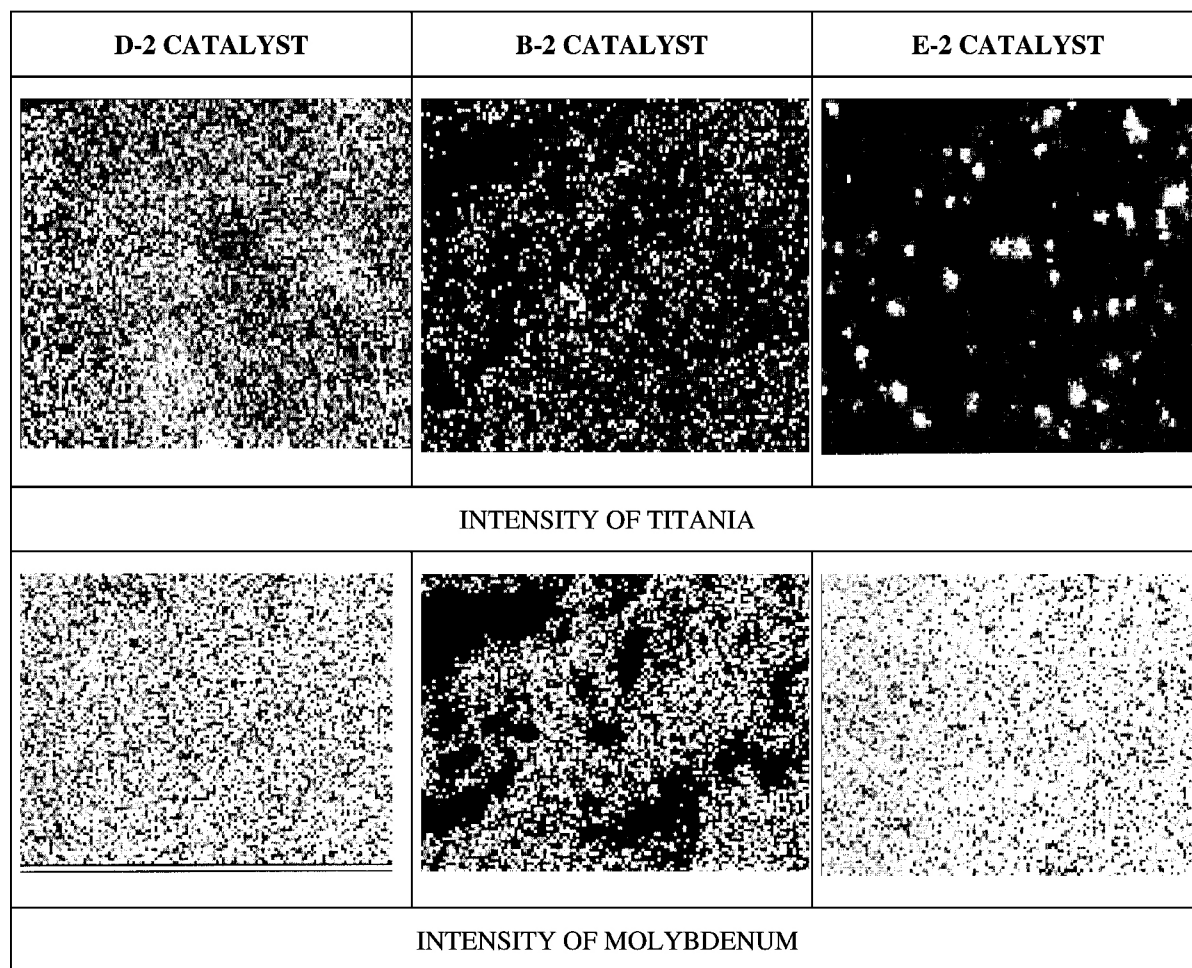 D-2 CATALYST
B-2 CATALYST
E-2 CATALYST
INTENSITY OF TITANIA
INTENSITY OF MOLYBDENUM